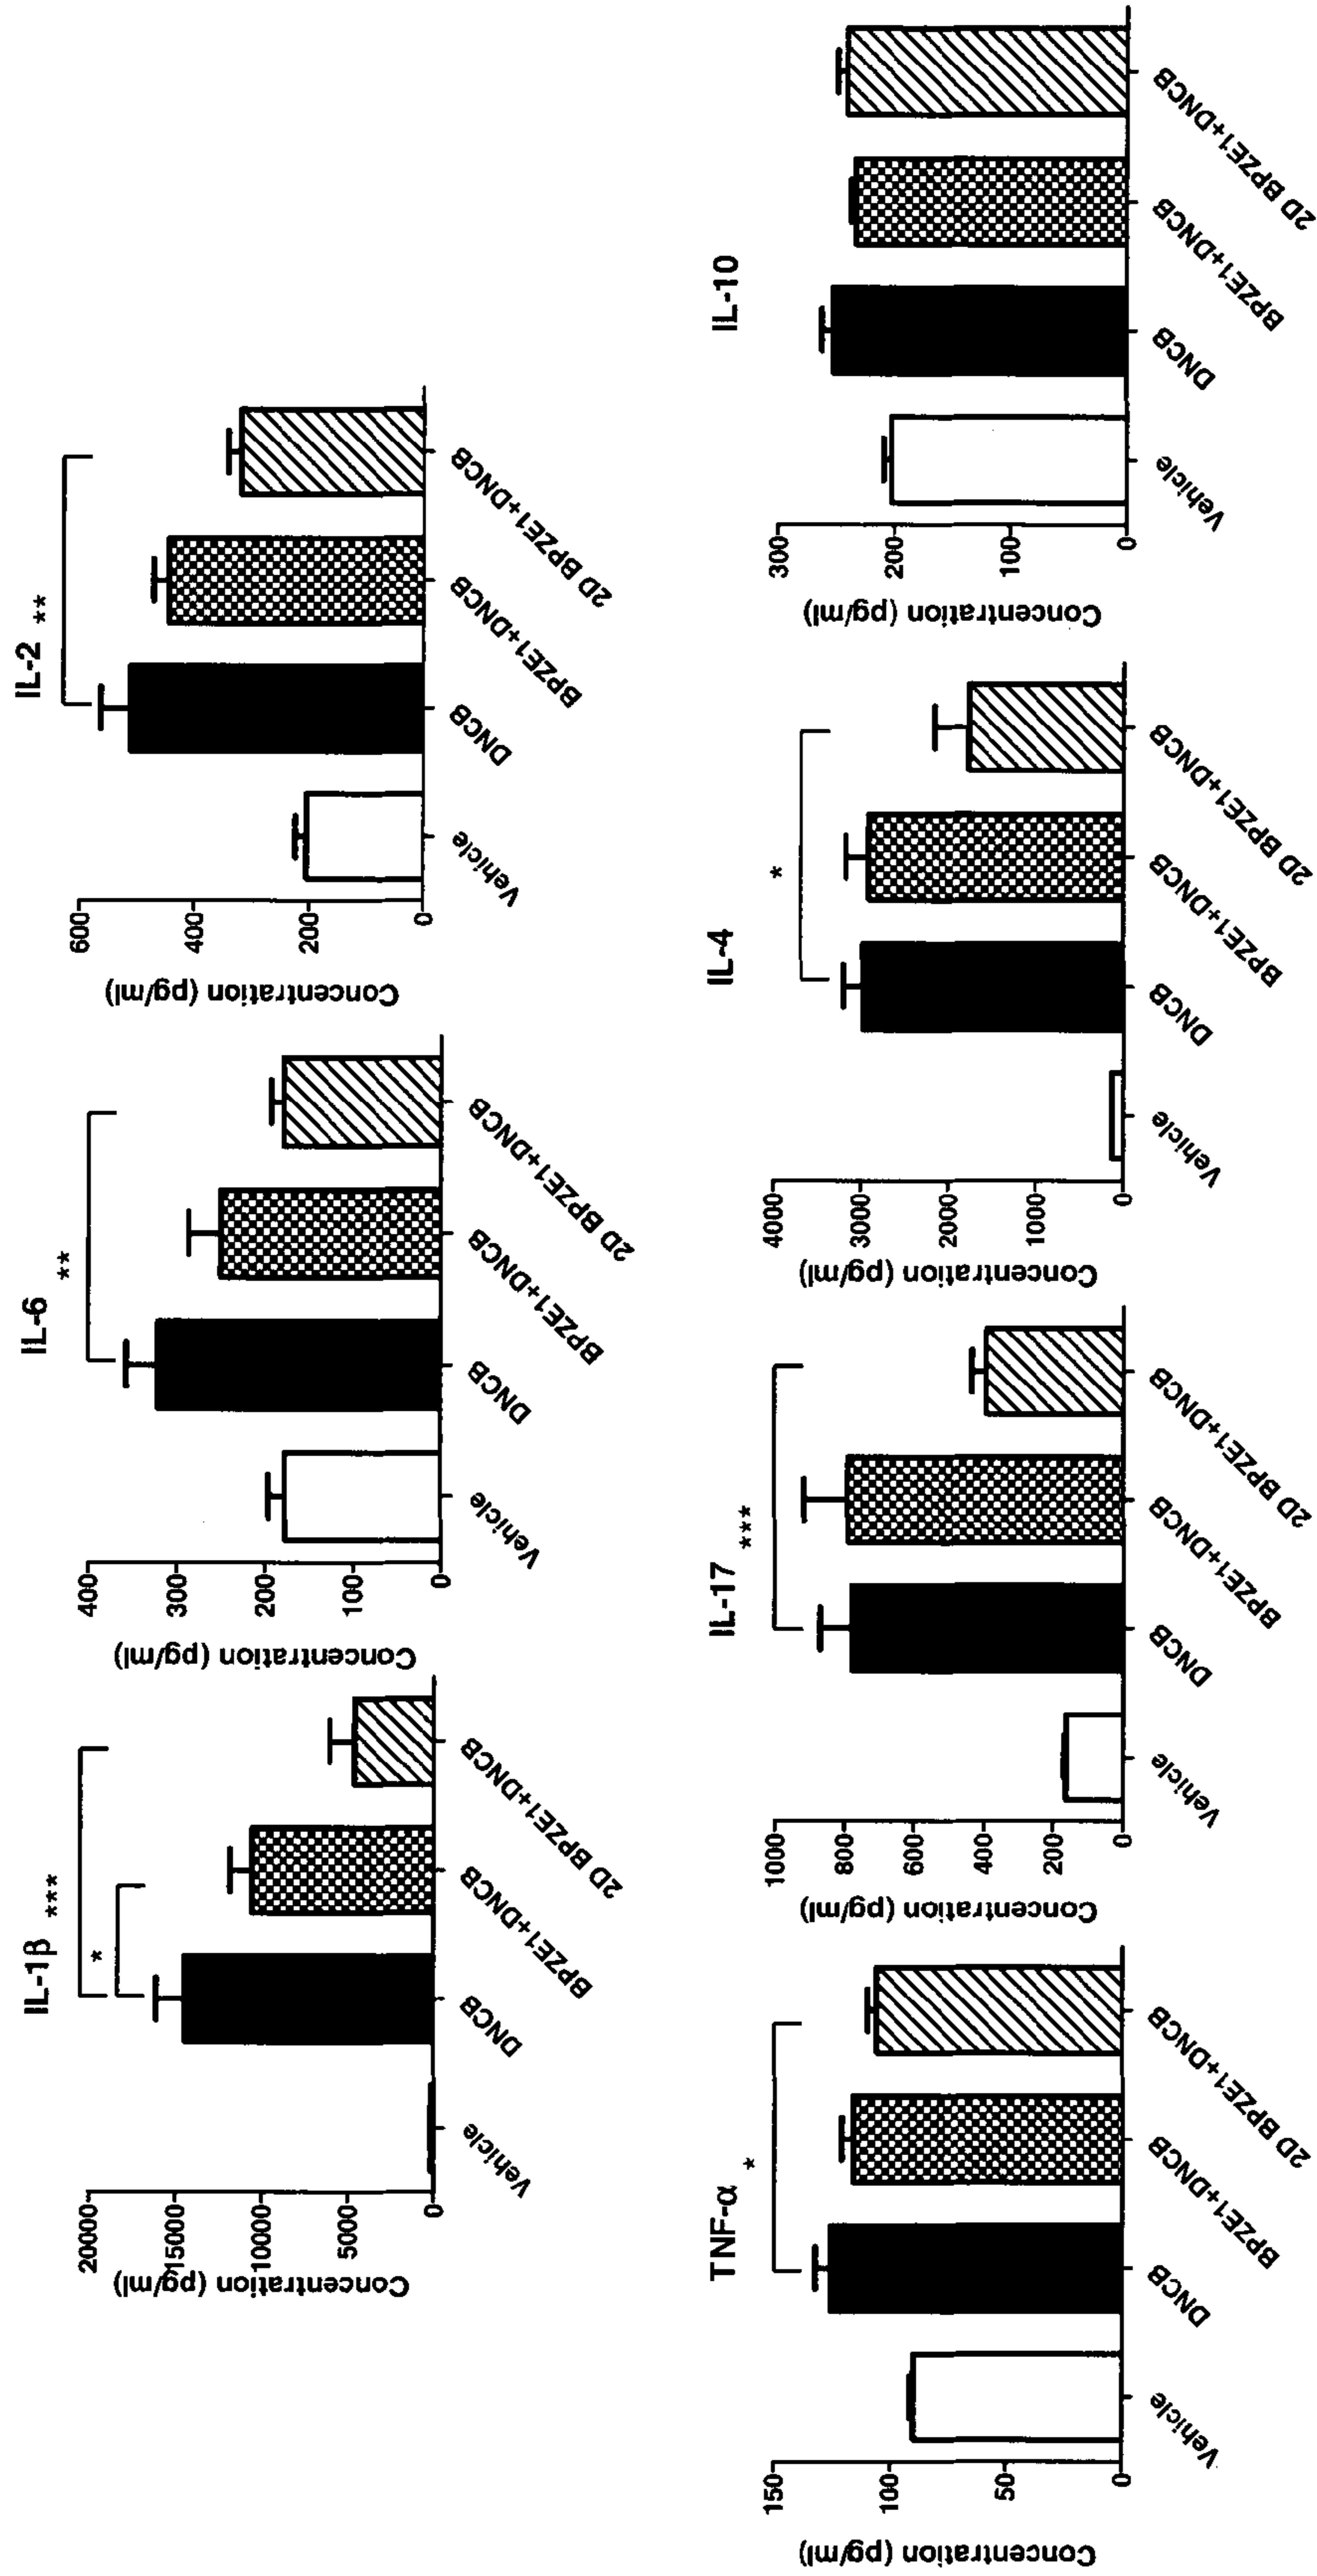 IL-1β
***
*
Concentration (pg/ml)
20000
15000
10000
5000
0
Vehicle
DNCB
BPZE1+DNCB
2D BPZE1+DNCB
IL-6
**
Concentration (pg/ml)
400
300
200
100
0
Vehicle
DNCB
BPZE1+DNCB
2D BPZE1+DNCB
IL-2
**
Concentration (pg/ml)
600
400
200
0
Vehicle
DNCB
BPZE1+DNCB
2D BPZE1+DNCB
TNF-α
*
Concentration (pg/ml)
150
100
50
0
Vehicle
DNCB
BPZE1+DNCB
2D BPZE1+DNCB
IL-17
***
Concentration (pg/ml)
1000
800
600
400
200
0
Vehicle
DNCB
BPZE1+DNCB
2D BPZE1+DNCB
IL-4
*
Concentration (pg/ml)
4000
3000
2000
1000
0
Vehicle
DNCB
BPZE1+DNCB
2D BPZE1+DNCB
IL-10
Concentration (pg/ml)
300
200
100
0
Vehicle
DNCB
BPZE1+DNCB
2D BPZE1+DNCB